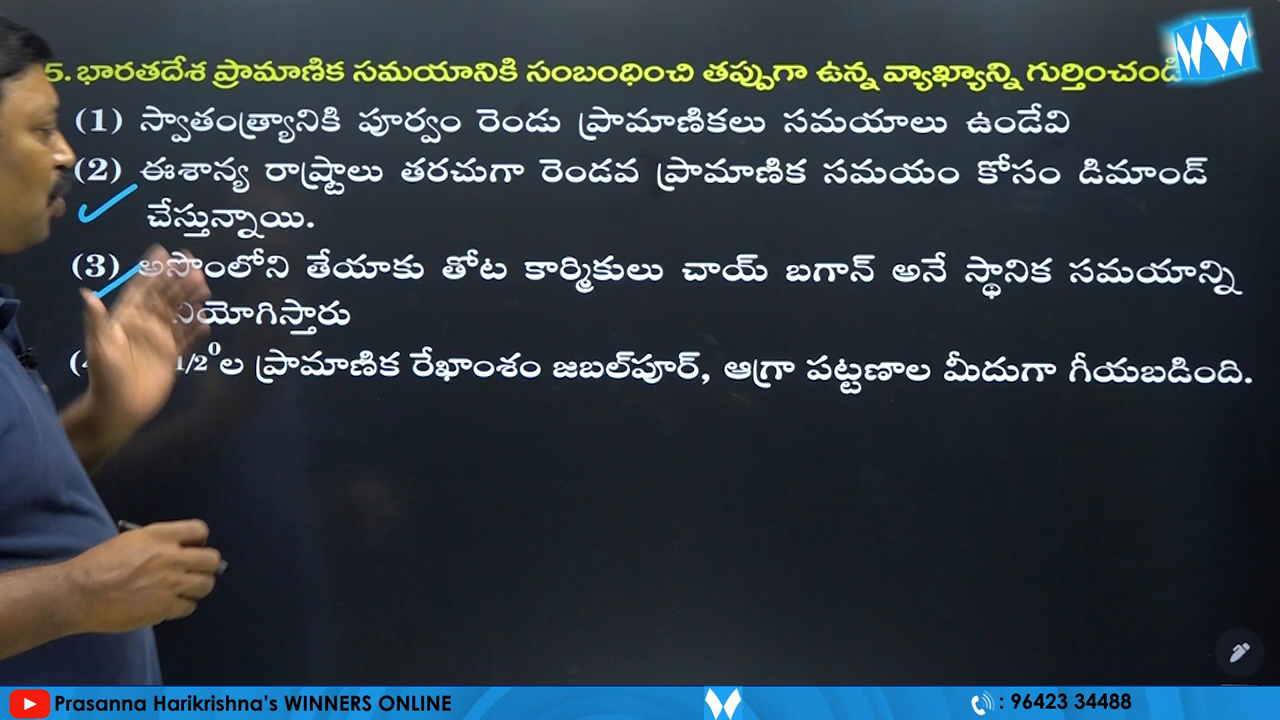 5. భారతదేశ ప్రామాణిక సమయానికి సంబంధించి తప్పుగా ఉన్న వ్యాఖ్యాన్ని గుర్తించండి
(1) స్వాతంత్ర్యానికి పూర్వం రెండు ప్రామాణికలు సమయాలు ఉండేవి
(2) ఈశాన్య రాష్ట్రాలు తరచుగా రెండవ ప్రామాణిక సమయం కోసం డిమాండ్
చేస్తున్నాయి.
(3) అసోంలోని తేయాకు తోట కార్మికులు చాయ్ బగాన్ అనే స్థానిక సమయాన్ని
నియోగిస్తారు
1/2⁰ల ప్రామాణిక రేఖాంశం జబల్‌పూర్, ఆగ్రా పట్టణాల మీదుగా గీయబడింది.
Prasanna Harikrishna's WINNERS ONLINE
: 96423 34488